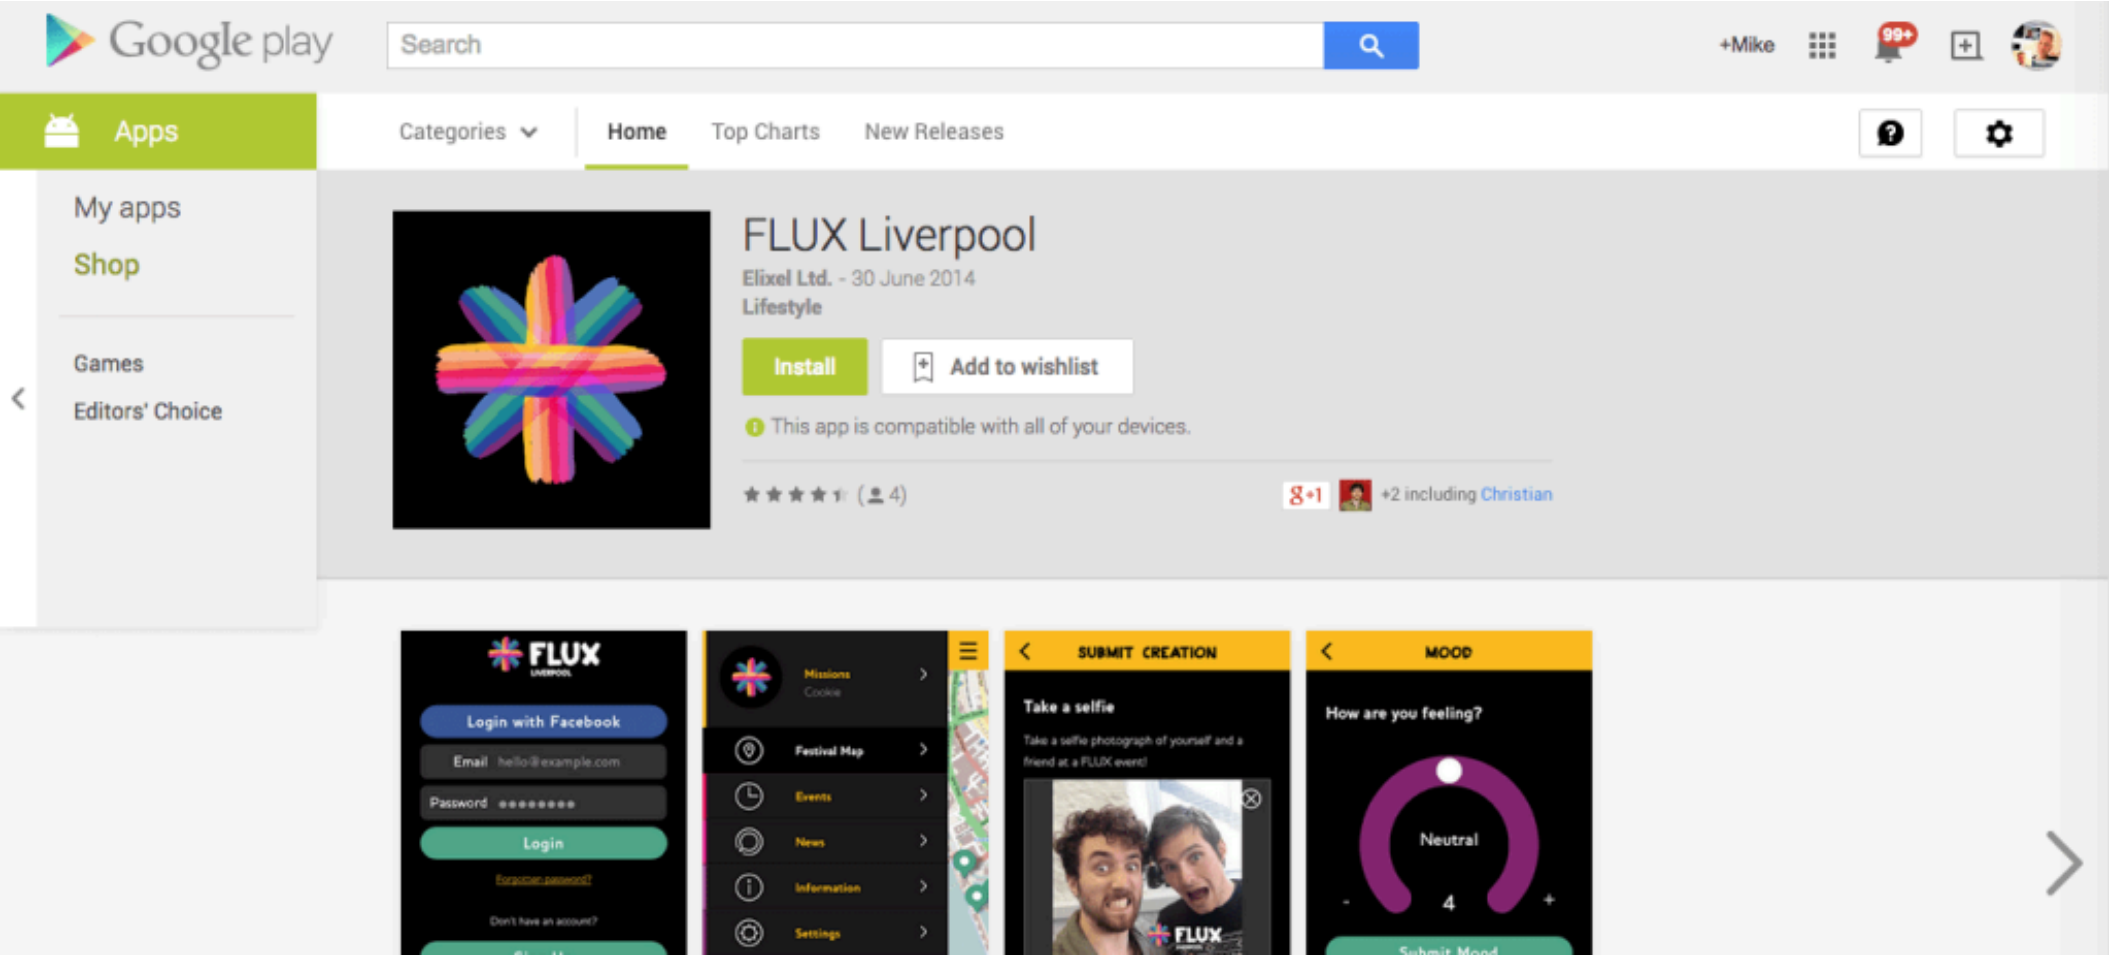 Google play
Search
+Mike
99+
Apps
Categories
Home
Top Charts
New Releases
My apps
Shop
Games
Editors' Choice
FLUX Liverpool
Elixel Ltd. - 30 June 2014
Lifestyle
Install
Add to wishlist
This app is compatible with all of your devices.
( 4)
g+1
+2 including Christian
FLUX
LIVERPOOL
Login with Facebook
Email hello@example.com
Password
Login
Forgotten password?
Don't have an account?
Missions
Cookie
Festival Map
Events
News
Information
Settings
SUBMIT CREATION
Take a selfie
Take a selfie photograph of yourself and a
friend at a FLUX event!
FLUX
LIVERPOOL
MOOD
How are you feeling?
Neutral
- 4 +
Submit Mood